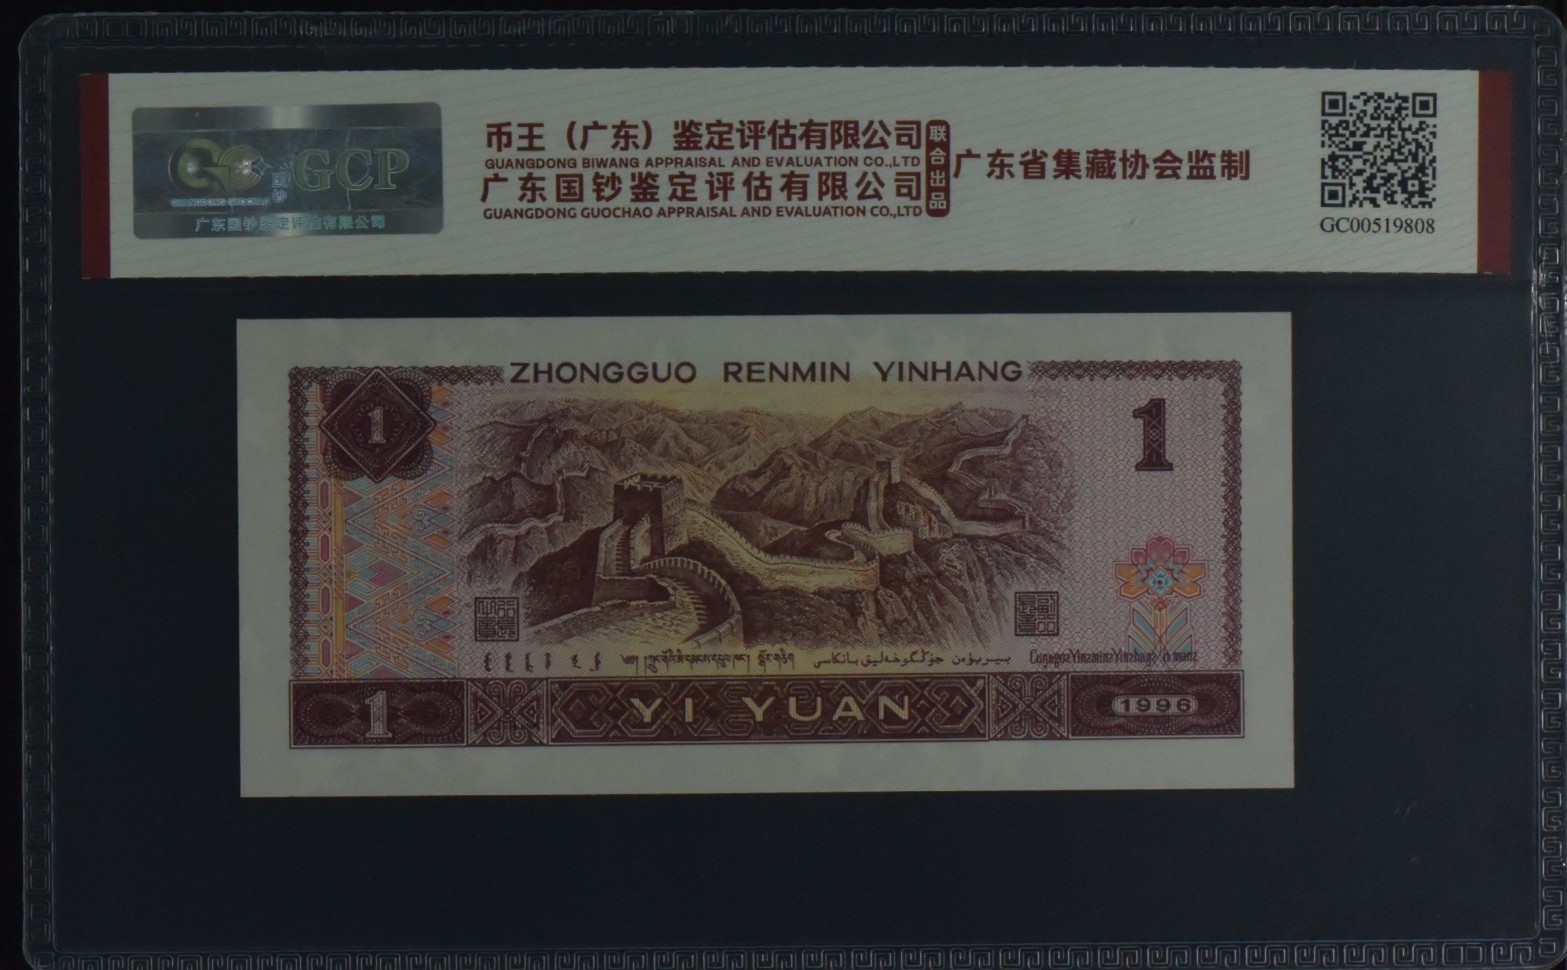 GCP
广东国钞鉴定评估有限公司
币王（广东）鉴定评估有限公司
GUANGDONG BIWANG APPRAISAL AND EVALUATION CO.,LTD
广东国钞鉴定评估有限公司
GUANGDONG GUOCHAO APPRAISAL AND EVALUATION CO.,LTD
联合出品
广东省集藏协会监制
GC00519808
ZHONGGUO RENMIN YINHANG
1
1
1
YI YUAN
1996